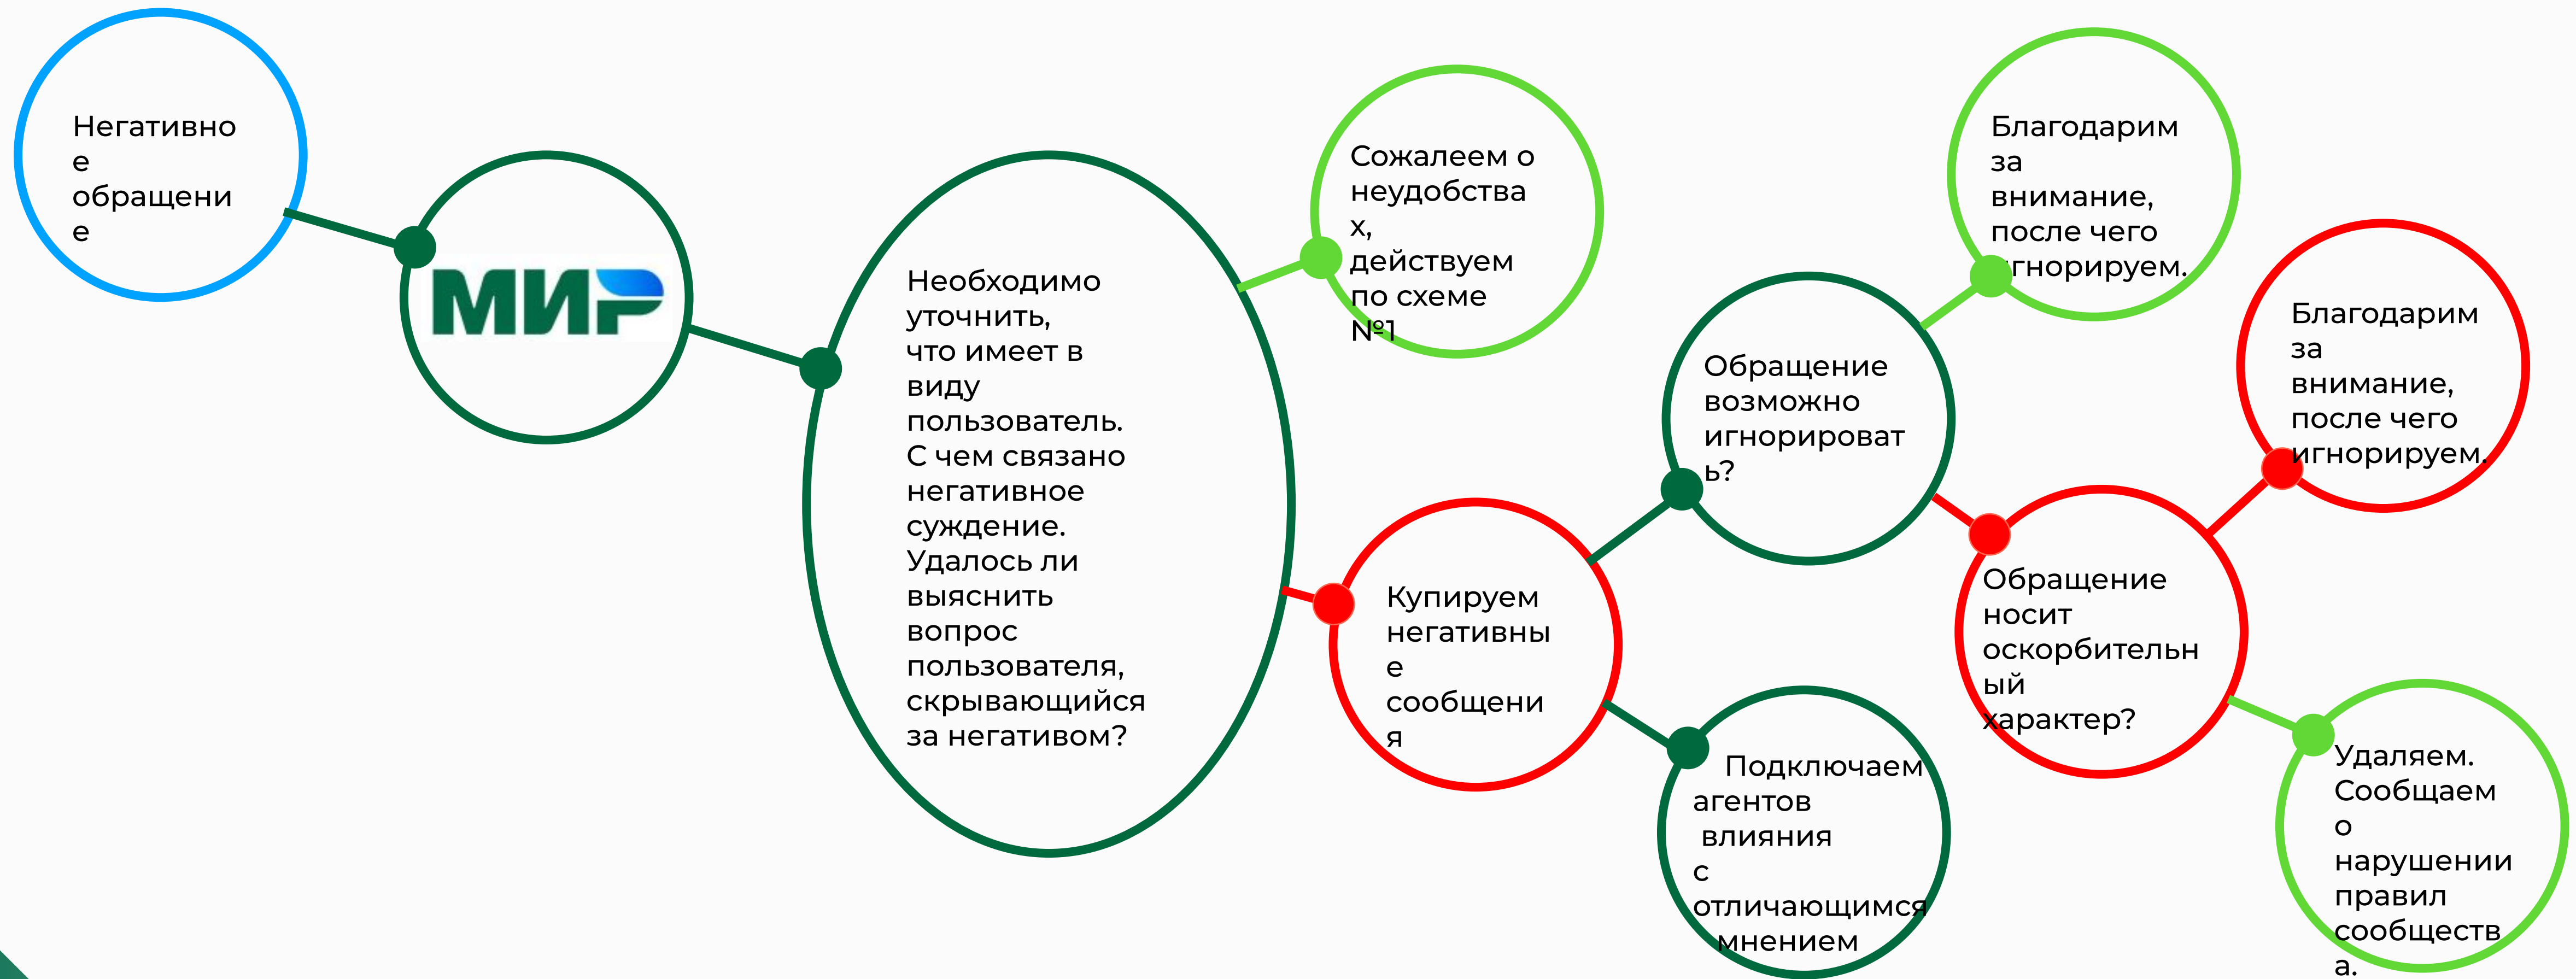 Негативно
е
обращени
е
МИР
Необходимо
уточнить,
что имеет в
виду
пользователь.
С чем связано
негативное
суждение.
Удалось ли
выяснить
вопрос
пользователя,
скрывающийся
за негативом?
Сожалеем о
неудобства
х,
действуем
по схеме
№1
Купируем
негативны
е
сообщени
я
Обращение
возможно
игнорироват
ь?
Подключаем
агентов
влияния
с
отличающимся
мнением
Благодарим
за
внимание,
после чего
игнорируем.
Обращение
носит
оскорбительн
ый
характер?
Благодарим
за
внимание,
после чего
игнорируем.
Удаляем.
Сообщаем
о
нарушении
правил
сообществ
а.